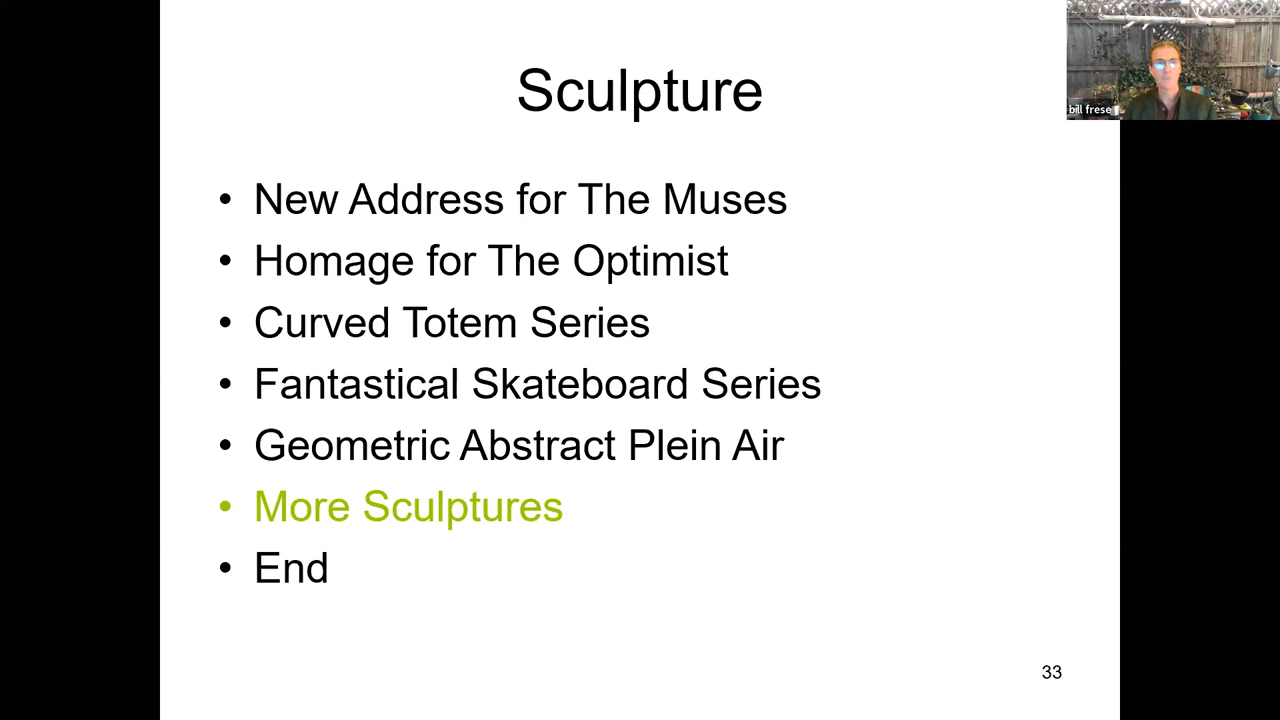 Sculpture
bill frese
• New Address for The Muses
• Homage for The Optimist
• Curved Totem Series
• Fantastical Skateboard Series
• Geometric Abstract Plein Air
• More Sculptures
• End
33